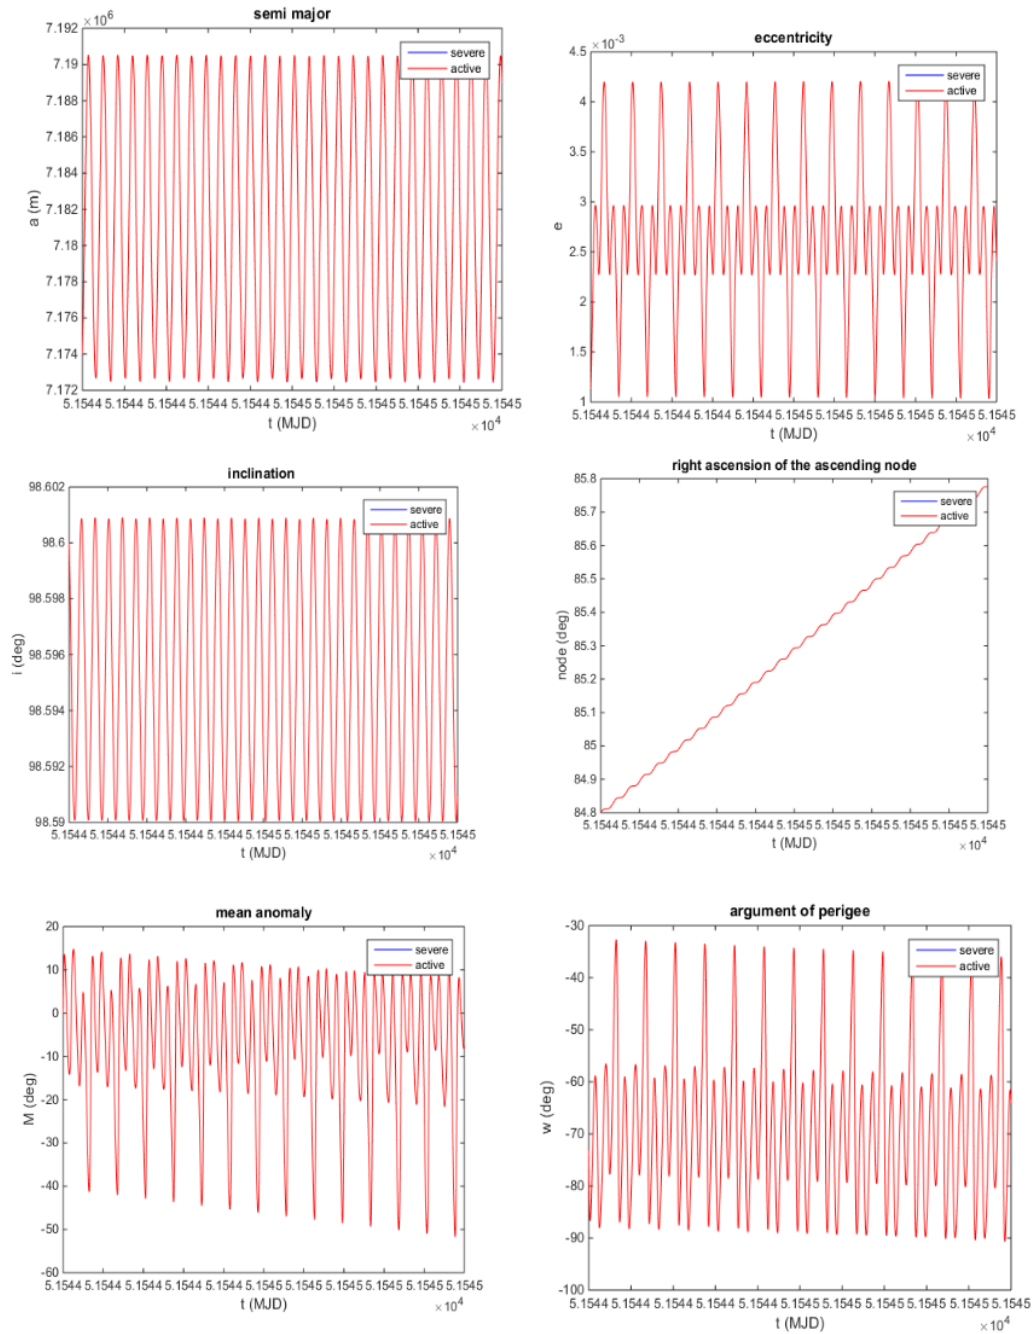 semi major
×10^6
7.192
7.19
7.188
7.186
7.184
7.182
7.18
7.178
7.176
7.174
7.172
a (m)
severe
active
5.1544 5.1544 5.1544 5.1544 5.1544 5.1544 5.1545 5.1545 5.1545 5.1545 5.1545
t (MJD)
×10^4
eccentricity
×10^-3
4.5
4
3.5
3
2.5
2
1.5
1
e
severe
active
5.1544 5.1544 5.1544 5.1544 5.1544 5.1544 5.1545 5.1545 5.1545 5.1545 5.1545
t (MJD)
×10^4
inclination
98.602
98.6
98.598
98.596
98.594
98.592
98.59
i (deg)
severe
active
5.1544 5.1544 5.1544 5.1544 5.1544 5.1544 5.1545 5.1545 5.1545 5.1545 5.1545
t (MJD)
×10^4
right ascension of the ascending node
85.8
85.7
85.6
85.5
85.4
85.3
85.2
85.1
85
84.9
84.8
node (deg)
severe
active
5.1544 5.1544 5.1544 5.1544 5.1544 5.1544 5.1545 5.1545 5.1545 5.1545 5.1545
t (MJD)
×10^4
mean anomaly
20
10
0
-10
-20
-30
-40
-50
-60
M (deg)
severe
active
5.1544 5.1544 5.1544 5.1544 5.1544 5.1544 5.1545 5.1545 5.1545 5.1545 5.1545
t (MJD)
×10^4
argument of perigee
-30
-40
-50
-60
-70
-80
-90
-100
w (deg)
severe
active
5.1544 5.1544 5.1544 5.1544 5.1544 5.1544 5.1545 5.1545 5.1545 5.1545 5.1545
t (MJD)
×10^4